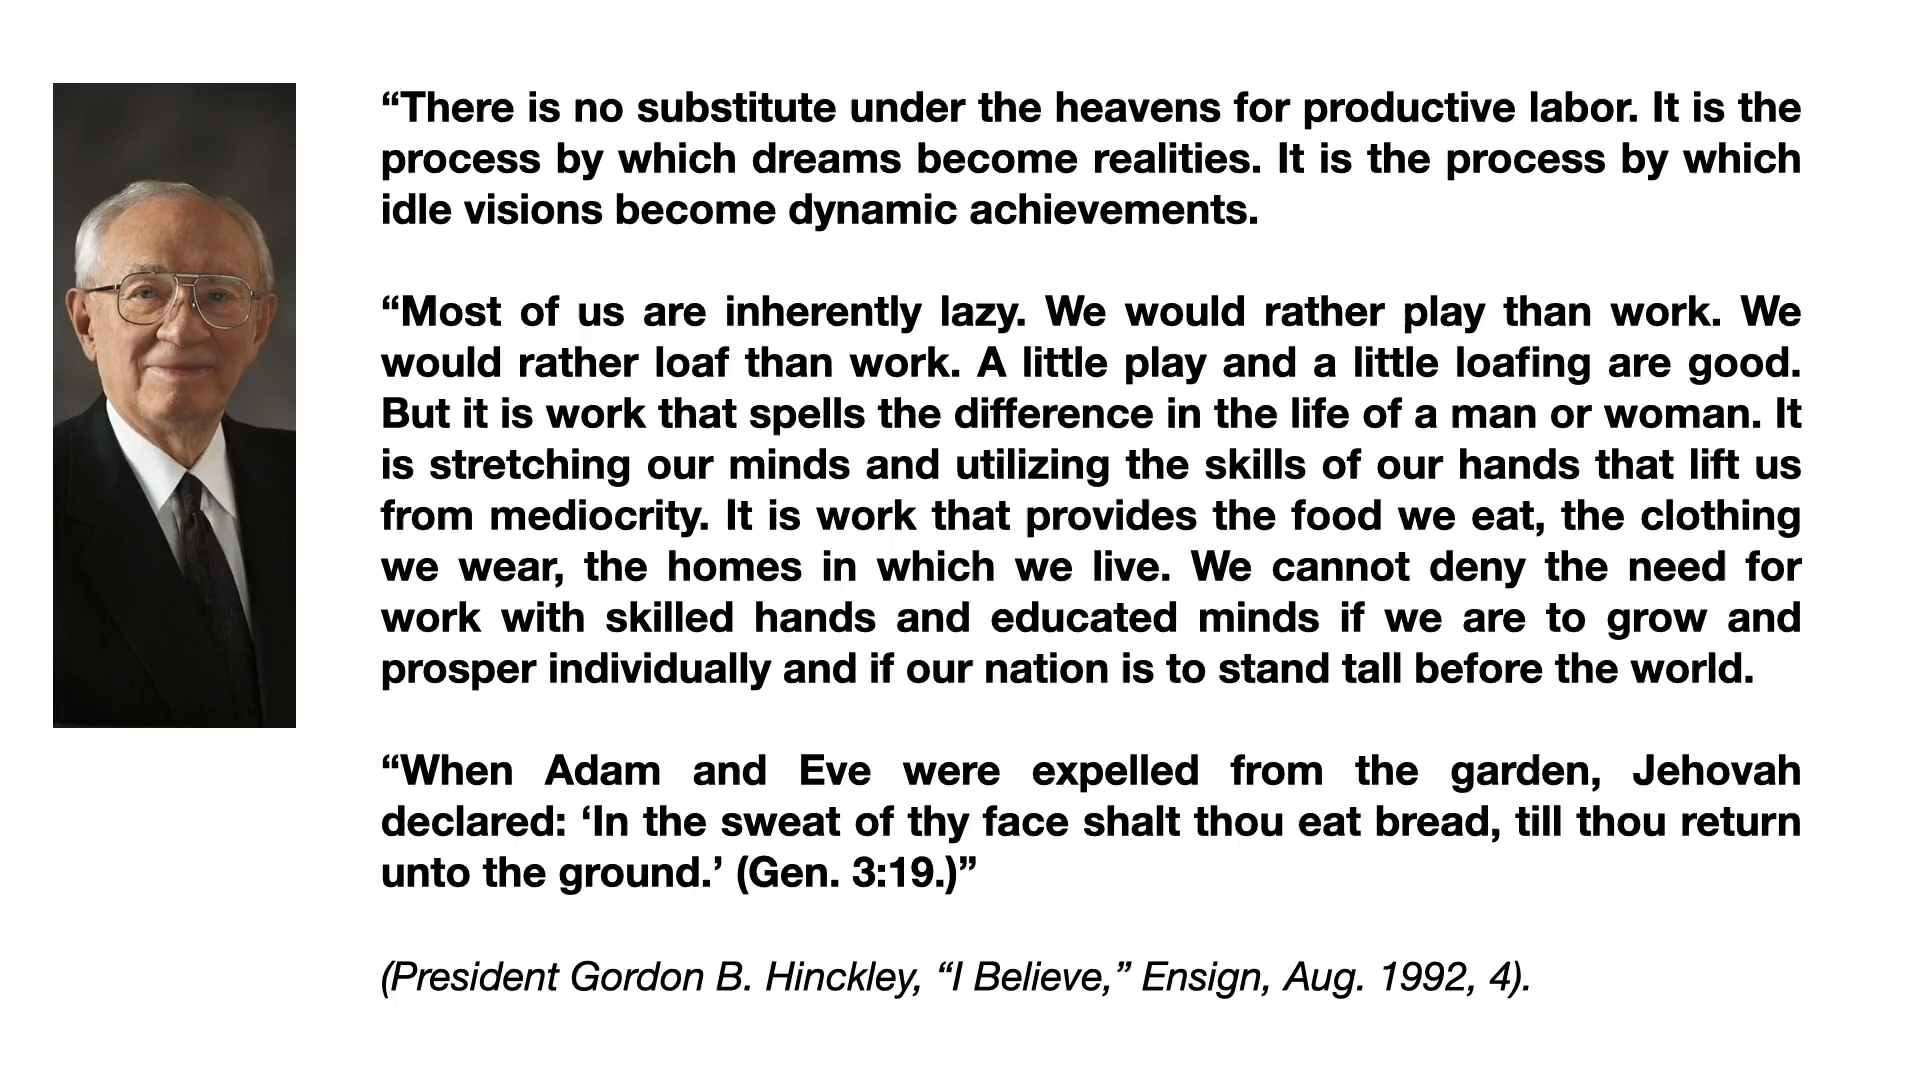 “There is no substitute under the heavens for productive labor. It is the
process by which dreams become realities. It is the process by which
idle visions become dynamic achievements.
“Most of us are inherently lazy. We would rather play than work. We
would rather loaf than work. A little play and a little loafing are good.
But it is work that spells the difference in the life of a man or woman. It
is stretching our minds and utilizing the skills of our hands that lift us
from mediocrity. It is work that provides the food we eat, the clothing
we wear, the homes in which we live. We cannot deny the need for
work with skilled hands and educated minds if we are to grow and
prosper individually and if our nation is to stand tall before the world.
“When Adam and Eve were expelled from the garden, Jehovah
declared: ‘In the sweat of thy face shalt thou eat bread, till thou return
unto the ground.’ (Gen. 3:19.)”
(President Gordon B. Hinckley, “I Believe,” Ensign, Aug. 1992, 4).